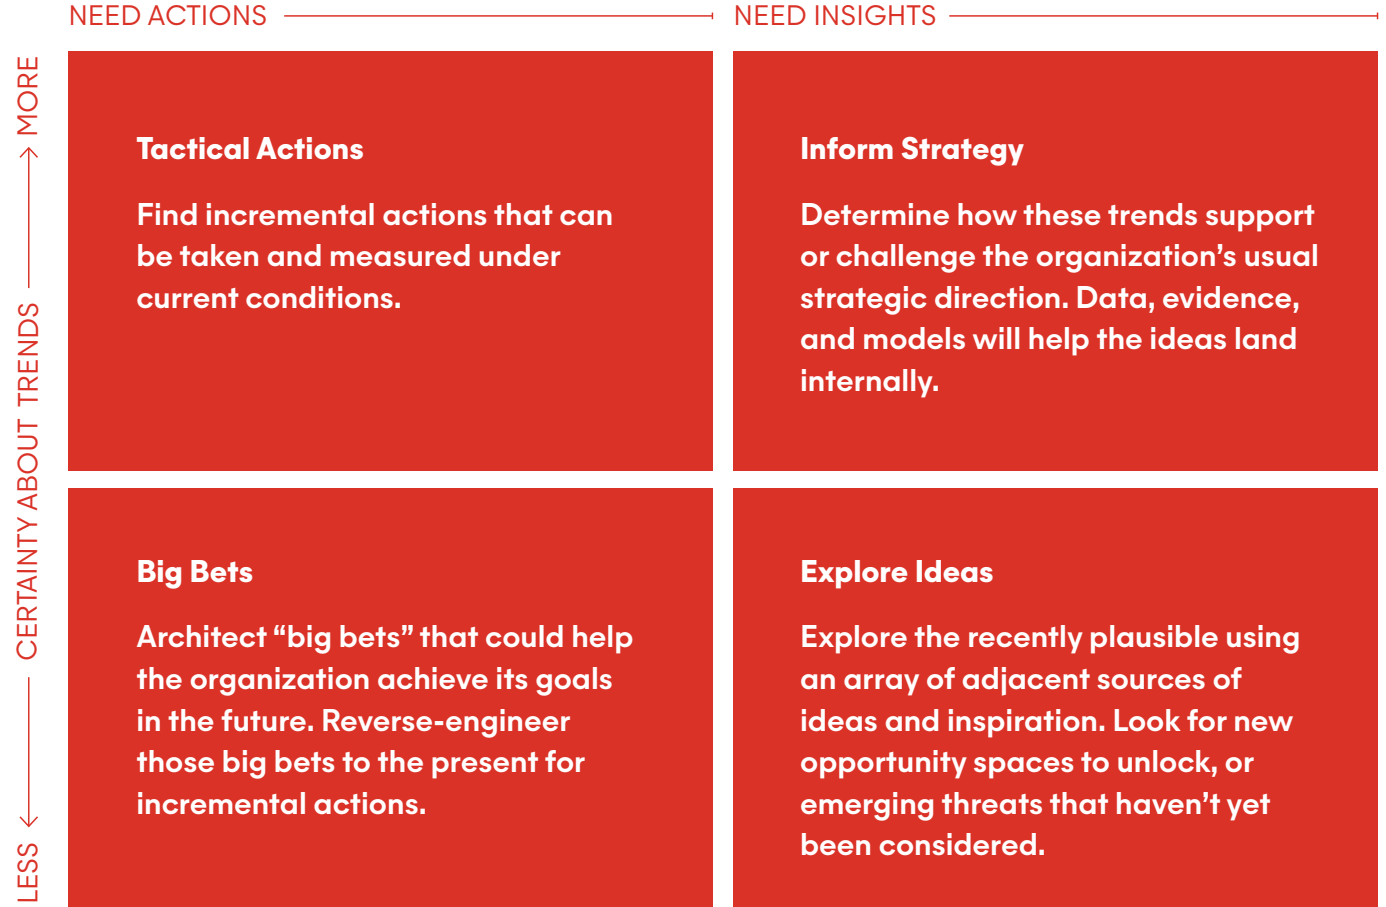 NEED ACTIONS
NEED INSIGHTS
MORE
CERTAINTY ABOUT TRENDS
LESS
Tactical Actions
Find incremental actions that can
be taken and measured under
current conditions.
Inform Strategy
Determine how these trends support
or challenge the organization’s usual
strategic direction. Data, evidence,
and models will help the ideas land
internally.
Big Bets
Architect “big bets” that could help
the organization achieve its goals
in the future. Reverse-engineer
those big bets to the present for
incremental actions.
Explore Ideas
Explore the recently plausible using
an array of adjacent sources of
ideas and inspiration. Look for new
opportunity spaces to unlock, or
emerging threats that haven’t yet
been considered.